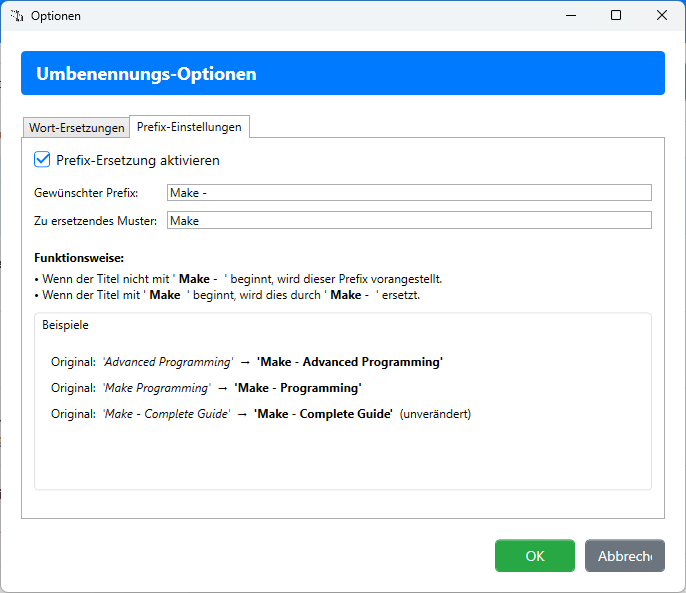 Optionen
Umbenennungs-Optionen
Wort-Ersetzungen Prefix-Einstellungen
Prefix-Ersetzung aktivieren
Gewünschter Prefix: Make -
Zu ersetzendes Muster: Make
Funktionsweise:
• Wenn der Titel nicht mit ' Make - ' beginnt, wird dieser Prefix vorangestellt.
• Wenn der Titel mit ' Make ' beginnt, wird dies durch ' Make - ' ersetzt.
Beispiele
Original: 'Advanced Programming' → 'Make - Advanced Programming'
Original: 'Make Programming' → 'Make - Programming'
Original: 'Make - Complete Guide' → 'Make - Complete Guide' (unverändert)
OK Abbreche